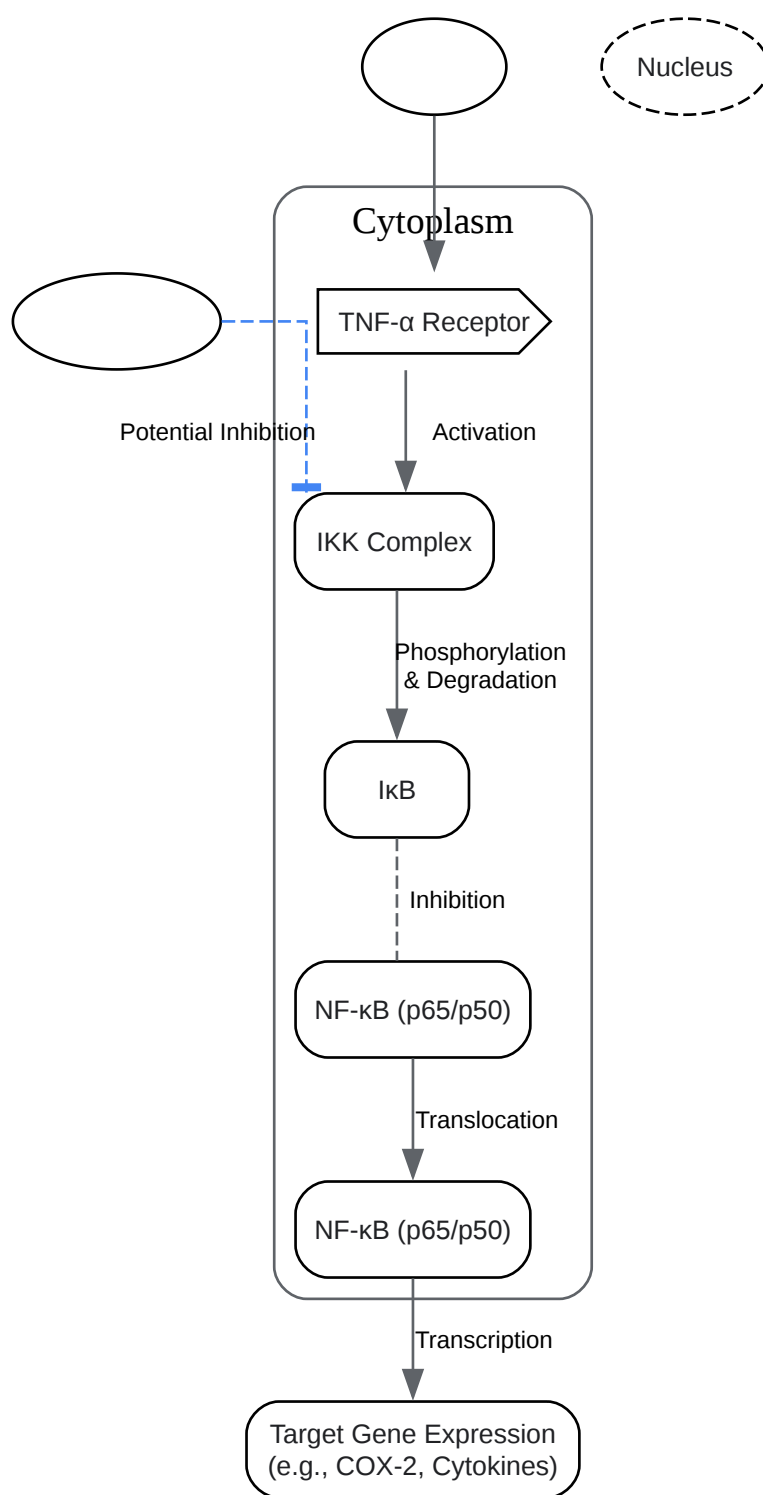 Nucleus
Cytoplasm
TNF-α Receptor
Potential Inhibition
Activation
IKK Complex
Phosphorylation
& Degradation
IκB
Inhibition
NF-κB (p65/p50)
Translocation
NF-κB (p65/p50)
Transcription
Target Gene Expression
(e.g., COX-2, Cytokines)